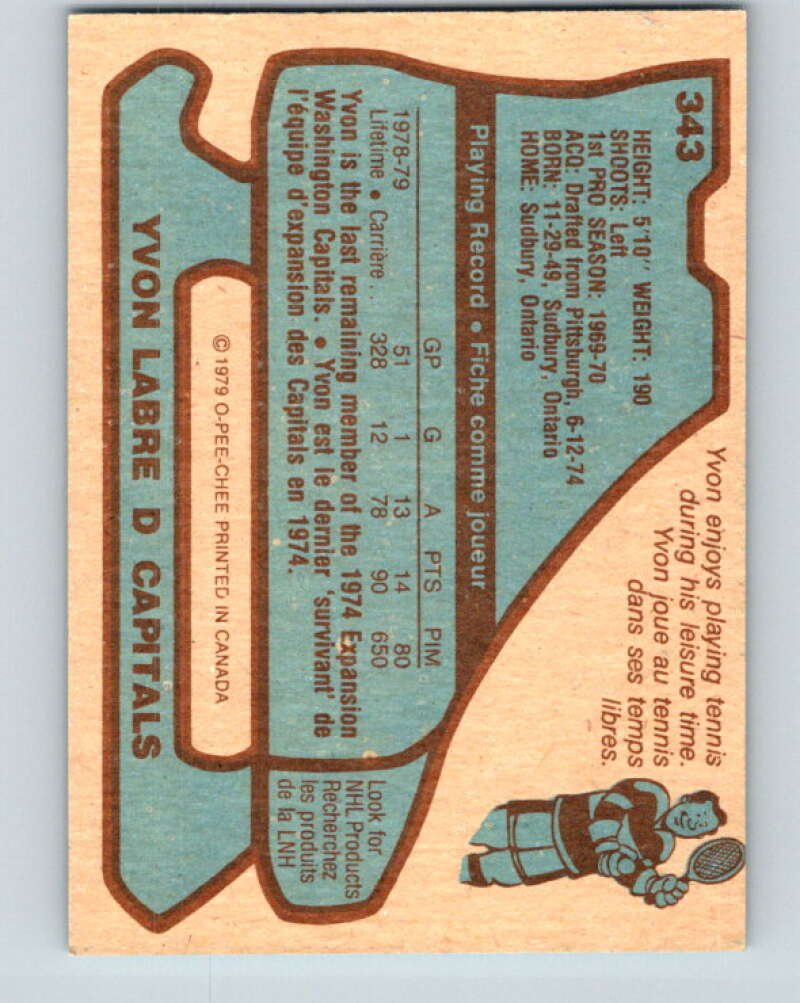 343
HEIGHT: 5'10" WEIGHT: 190
SHOOTS: Left
1st PRO SEASON: 1969-70
ACQ: Drafted from Pittsburgh, 6-12-74
BORN: 11-29-49, Sudbury, Ontario
HOME: Sudbury, Ontario
Yvon enjoys playing tennis
during his leisure time.
Yvon joue au tennis
dans ses temps
libres.
Playing Record • Fiche comme joueur
GP G A PTS PIM
1978-79 51 1 13 14 80
Lifetime • Carrière .. 328 12 78 90 650
Yvon is the last remaining member of the 1974 Expansion
Washington Capitals. • Yvon est le dernier 'survivant' de
l'équipe d'expansion des Capitals en 1974.
Look for
NHL Products
Recherchez
les produits
de la LNH
© 1979 O-PEE-CHEE PRINTED IN CANADA
YVON LABRE D CAPITALS